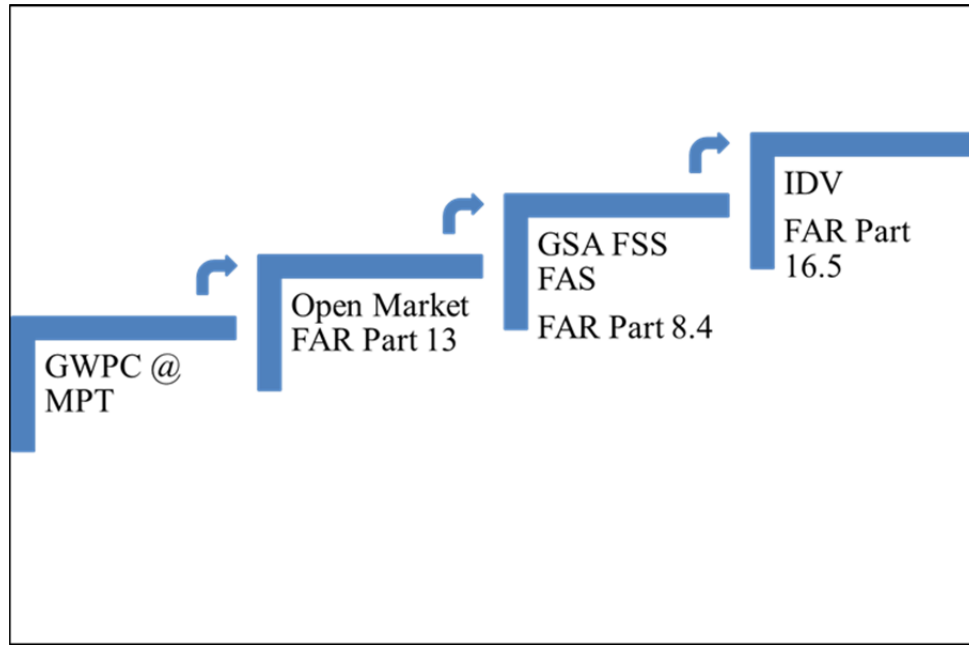 GWPC @
MPT
Open Market
FAR Part 13
GSA FSS
FAS
FAR Part 8.4
IDV
FAR Part
16.5